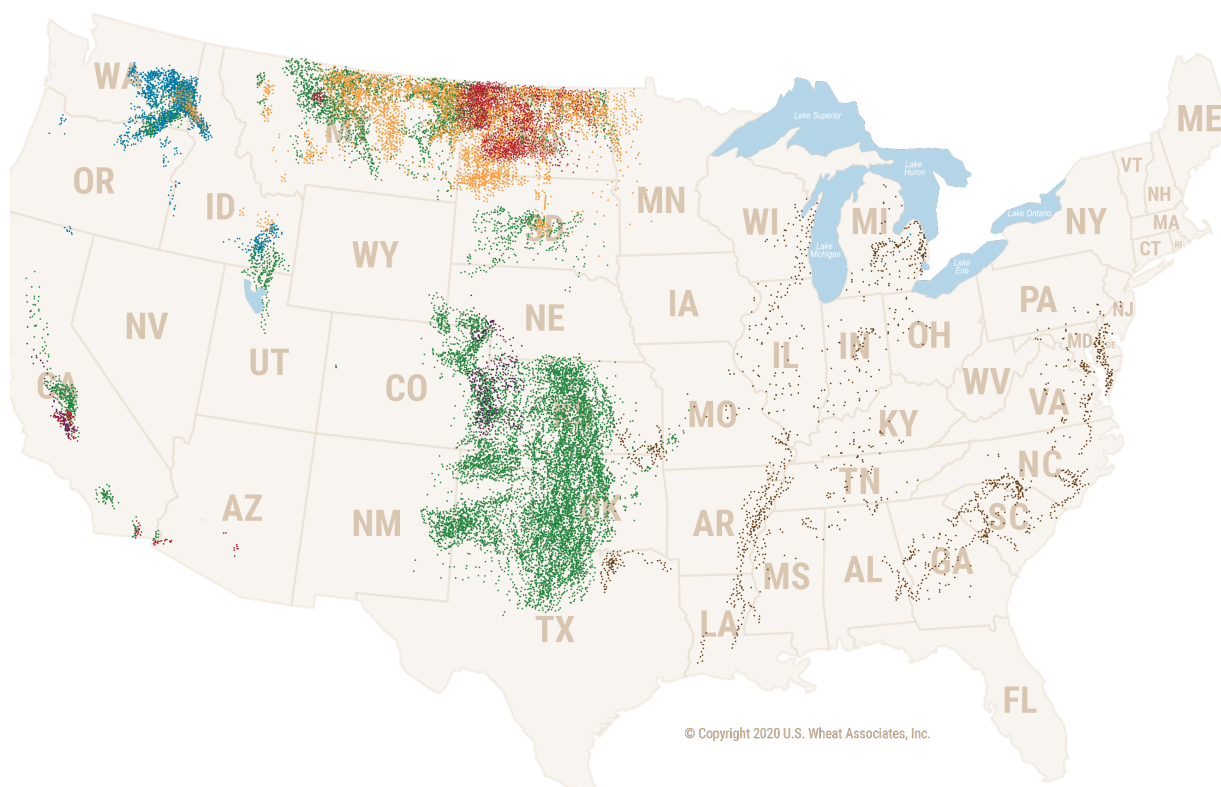 WA
ME
Lake Superior
VT
OR
Lake
Huron
NH
ID
MN
WI
MI
Lake Ontario
NY
MA
SD
CT
RI
WY
Lake
Michigan
Lake
Erie
PA
NV
NE
IA
NJ
OH
MD
DE
UT
IL
IN
WV
CA
CO
VA
MO
KY
NC
TN
AZ
NM
OK
AR
SC
MS
AL
GA
TX
LA
FL
© Copyright 2020 U.S. Wheat Associates, Inc.